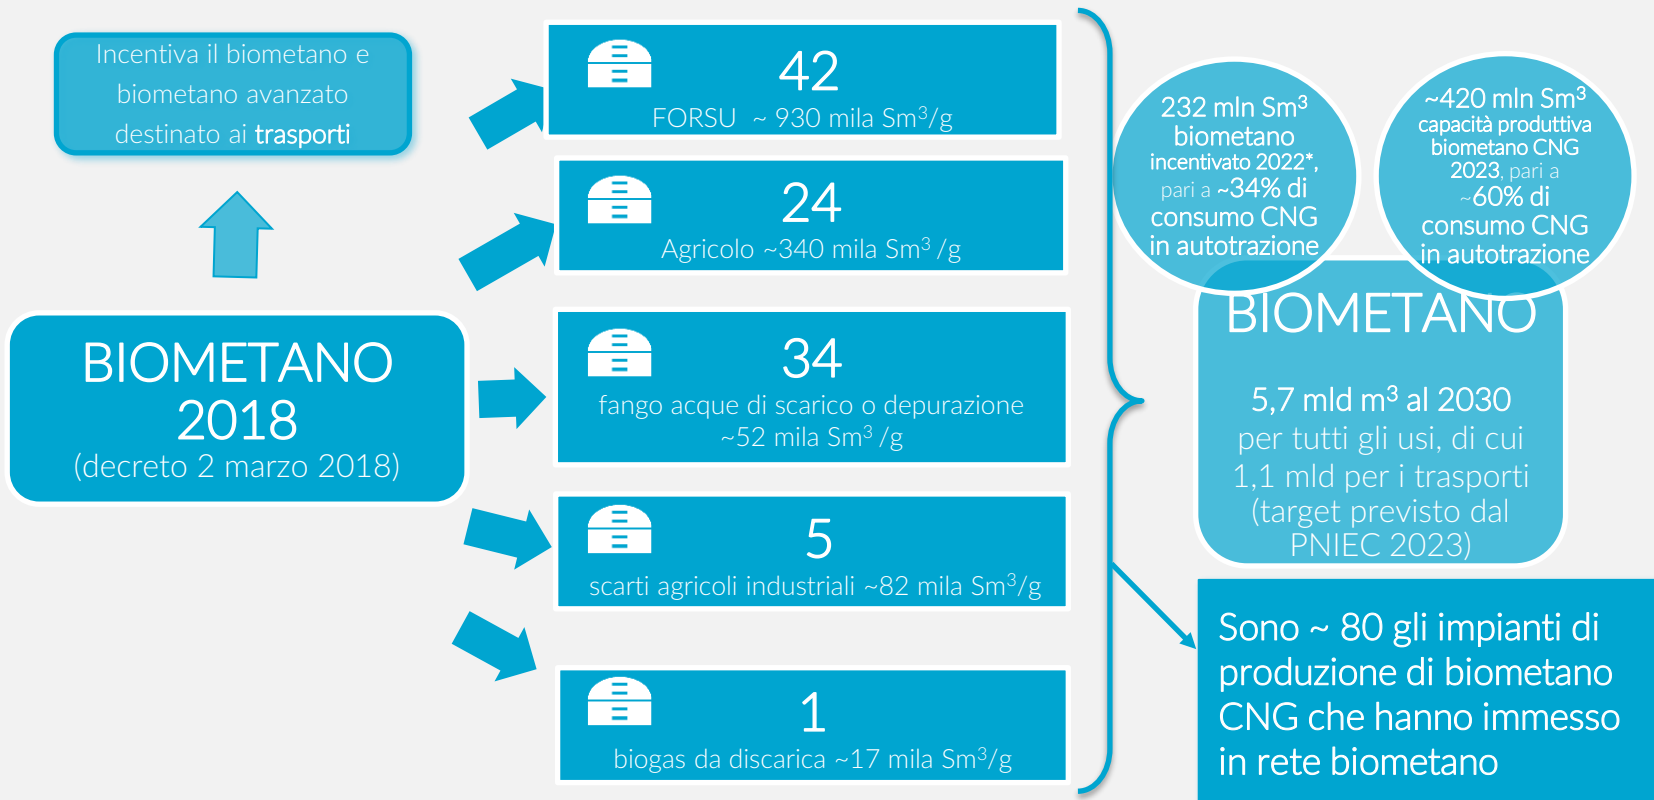 Incentiva il biometano e
biometano avanzato
destinato ai trasporti
BIOMETANO
2018
(decreto 2 marzo 2018)
42
FORSU ~ 930 mila Sm³/g
24
Agricolo ~340 mila Sm³ /g
34
fango acque di scarico o depurazione
~52 mila Sm³ /g
5
scarti agricoli industriali ~82 mila Sm³/g
1
biogas da discarica ~17 mila Sm³/g
232 mln Sm³
biometano
incentivato 2022*,
pari a ~34% di
consumo CNG
in autotrazione
~420 mln Sm³
capacità produttiva
biometano CNG
2023, pari a
~60% di
consumo CNG
in autotrazione
BIOMETANO
5,7 mld m³ al 2030
per tutti gli usi, di cui
1,1 mld per i trasporti
(target previsto dal
PNIEC 2023)
Sono ~ 80 gli impianti di
produzione di biometano
CNG che hanno immesso
in rete biometano